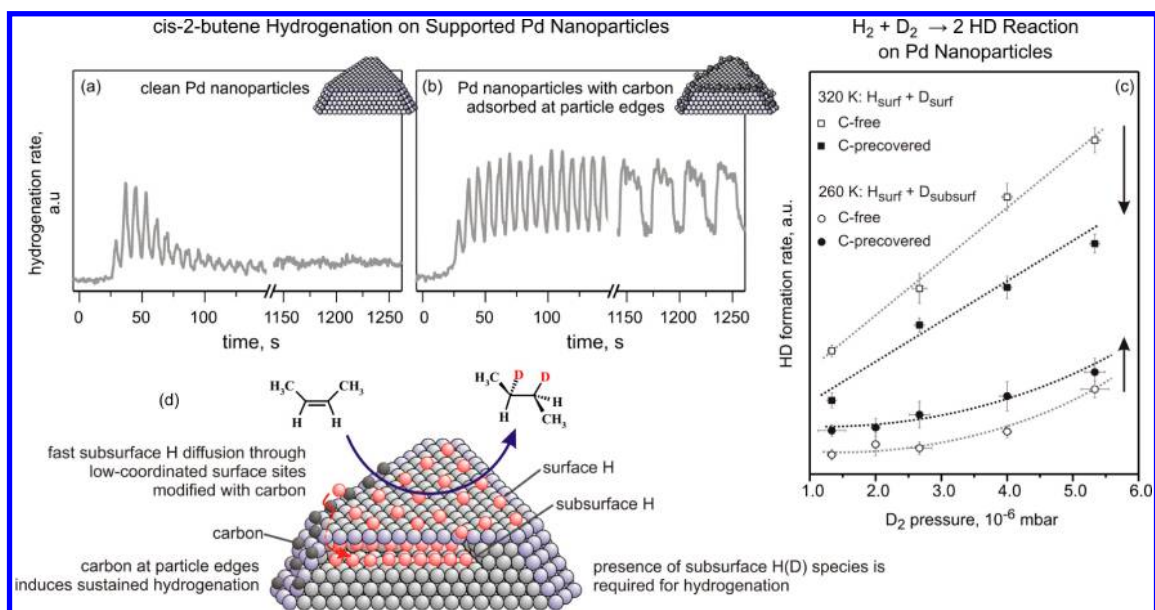 cis-2-butene Hydrogenation on Supported Pd Nanoparticles
H2 + D2 → 2 HD Reaction
on Pd Nanoparticles
(a)
clean Pd nanoparticles
(b)
Pd nanoparticles with carbon
adsorbed at particle edges
hydrogenation rate,
a.u
0 50 100 1150 1200 1250
time, s
0 50 100 1150 1200 1250
time, s
(c)
320 K: Hsurf + Dsurf
C-free
C-precovered
260 K: Hsurf + Dsubsurf
C-free
C-precovered
HD formation rate, a.u.
1.0 2.0 3.0 4.0 5.0 6.0
D2 pressure, 10-6 mbar
(d)
H3C CH3
H H
H3C D D
H H
CH3
fast subsurface H diffusion through
low-coordinated surface sites
modified with carbon
surface H
subsurface H
carbon
carbon at particle edges
induces sustained hydrogenation
presence of subsurface H(D) species is
required for hydrogenation